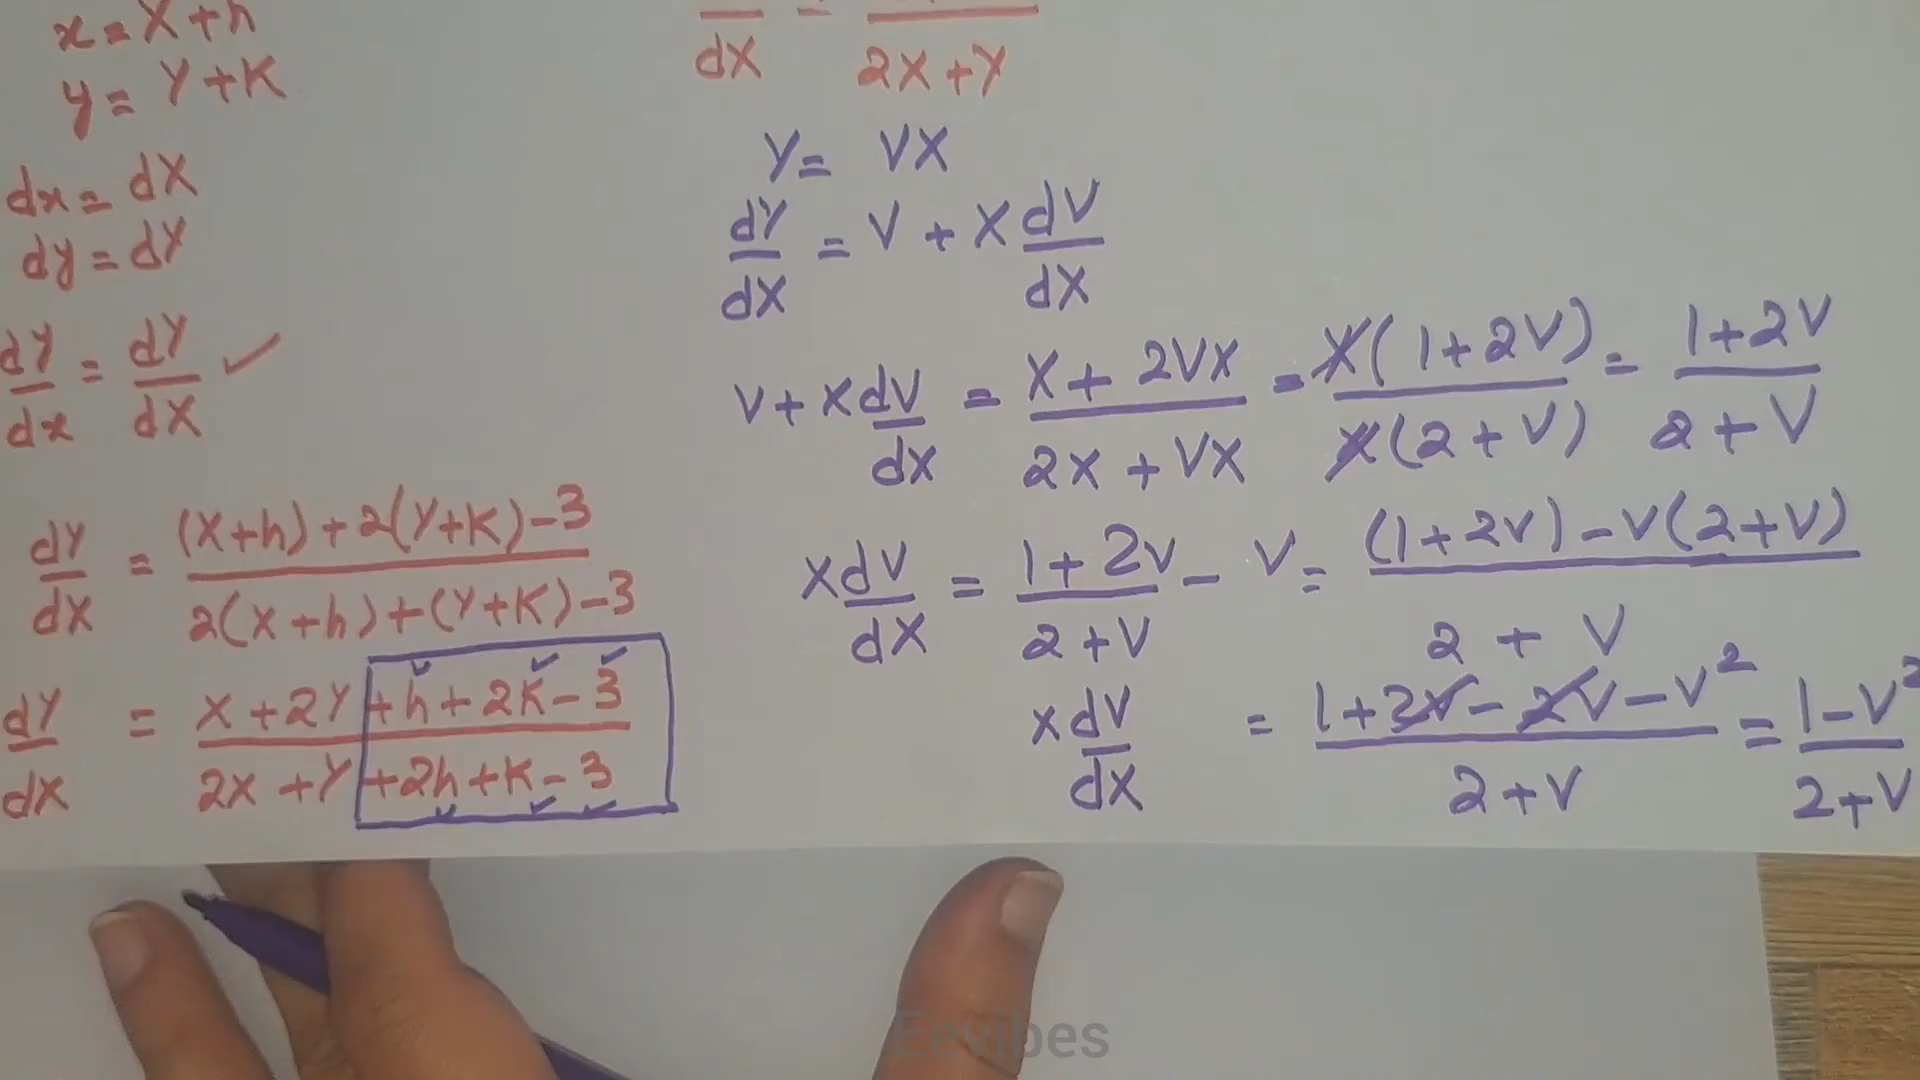 x = X + h
y = Y + K
dx = dX
dy = dY
dy/dx = dY/dX ✓
dY/dX = (X+h)+2(Y+K)-3 / 2(X+h)+(Y+K)-3
dY/dX = X+2Y+h+2K-3 / 2X+Y+2h+K-3
dX = 2X+Y
Y = VX
dY/dX = V + X dV/dX
V + X dV/dX = X+2VX / 2X+VX = X(1+2V) / X(2+V) = 1+2V / 2+V
X dV/dX = 1+2V / 2+V - V = (1+2V)-V(2+V) / 2+V
X dV/dX = 1+2V-2V-V² / 2+V = 1-V² / 2+V
Eevibes